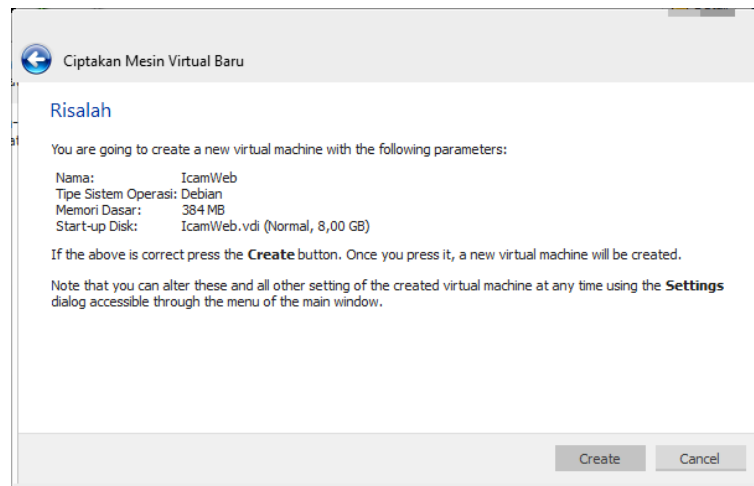 Ciptakan Mesin Virtual Baru
Risalah
You are going to create a new virtual machine with the following parameters:
Nama: IcamWeb
Tipe Sistem Operasi: Debian
Memori Dasar: 384 MB
Start-up Disk: IcamWeb.vdi (Normal, 8,00 GB)
If the above is correct press the Create button. Once you press it, a new virtual machine will be created.
Note that you can alter these and all other setting of the created virtual machine at any time using the Settings
dialog accessible through the menu of the main window.
Create Cancel